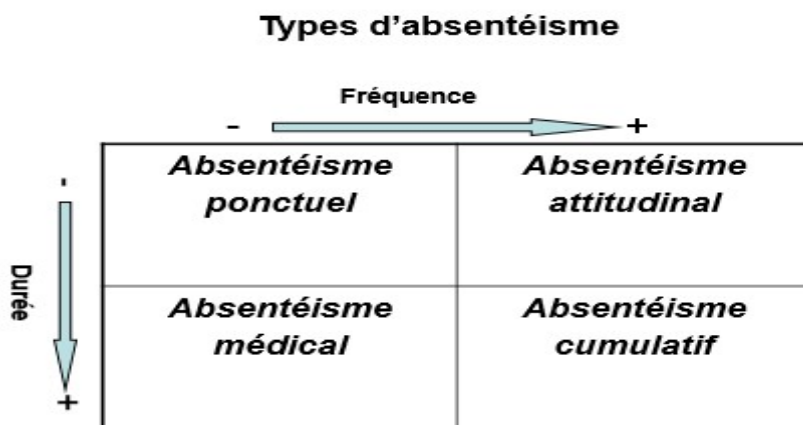 Types d’absentéisme
Fréquence
- +
-
Durée
+
Absentéisme
ponctuel
Absentéisme
attitudinal
Absentéisme
médical
Absentéisme
cumulatif